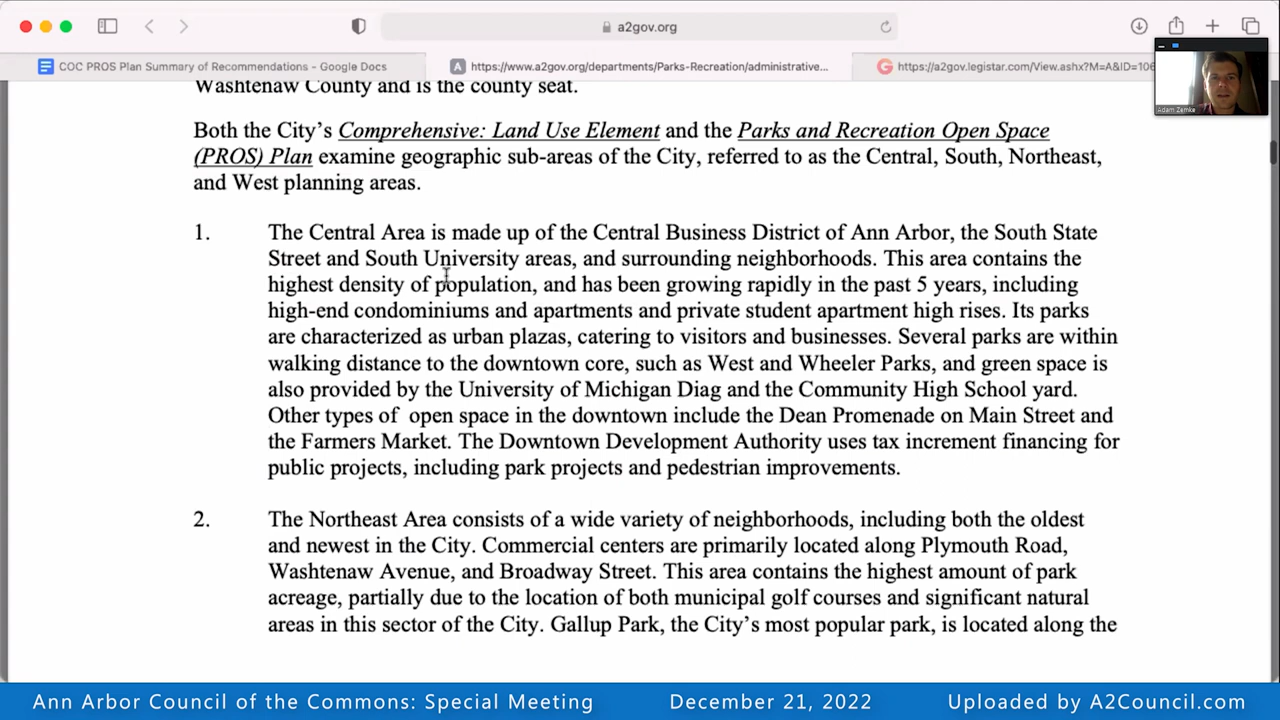 a2gov.org
COC PROS Plan Summary of Recommendations - Google Docs
https://www.a2gov.org/departments/Parks-Recreation/administrative...
https://a2gov.legistar.com/View.ashx?M=A&ID=106
Adam Zemke
Washtenaw County and is the county seat.
Both the City's Comprehensive: Land Use Element and the Parks and Recreation Open Space
(PROS) Plan examine geographic sub-areas of the City, referred to as the Central, South, Northeast,
and West planning areas.
1. The Central Area is made up of the Central Business District of Ann Arbor, the South State
Street and South University areas, and surrounding neighborhoods. This area contains the
highest density of population, and has been growing rapidly in the past 5 years, including
high-end condominiums and apartments and private student apartment high rises. Its parks
are characterized as urban plazas, catering to visitors and businesses. Several parks are within
walking distance to the downtown core, such as West and Wheeler Parks, and green space is
also provided by the University of Michigan Diag and the Community High School yard.
Other types of open space in the downtown include the Dean Promenade on Main Street and
the Farmers Market. The Downtown Development Authority uses tax increment financing for
public projects, including park projects and pedestrian improvements.
2. The Northeast Area consists of a wide variety of neighborhoods, including both the oldest
and newest in the City. Commercial centers are primarily located along Plymouth Road,
Washtenaw Avenue, and Broadway Street. This area contains the highest amount of park
acreage, partially due to the location of both municipal golf courses and significant natural
areas in this sector of the City. Gallup Park, the City's most popular park, is located along the
Ann Arbor Council of the Commons: Special Meeting December 21, 2022 Uploaded by A2Council.com